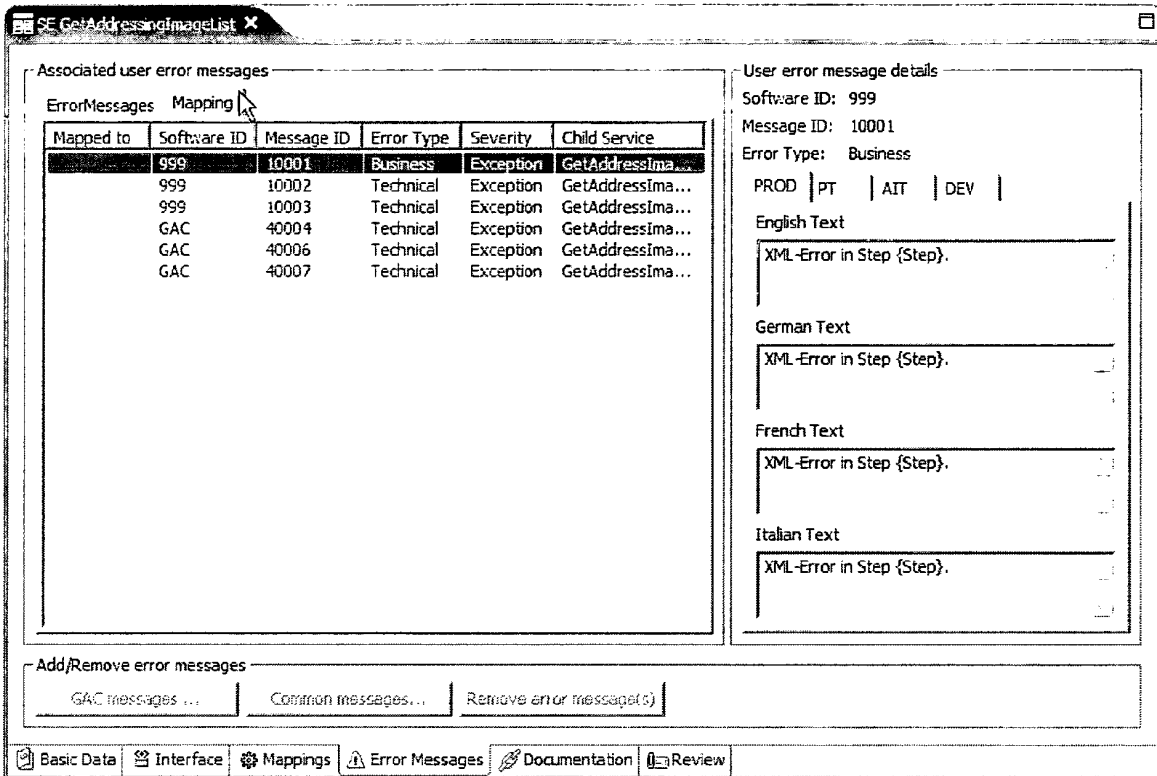 SE GetAddressingImageList
Associated user error messages
ErrorMessages Mapping
Mapped to Software ID Message ID Error Type Severity Child Service
999 10001 Business Exception GetAddressIma...
999 10002 Technical Exception GetAddressIma...
999 10003 Technical Exception GetAddressIma...
GAC 40004 Technical Exception GetAddressIma...
GAC 40006 Technical Exception GetAddressIma...
GAC 40007 Technical Exception GetAddressIma...
User error message details
Software ID: 999
Message ID: 10001
Error Type: Business
PROD PT AIT DEV
English Text
XML-Error in Step {Step}.
German Text
XML-Error in Step {Step}.
French Text
XML-Error in Step {Step}.
Italian Text
XML-Error in Step {Step}.
Add/Remove error messages
GAC messages ... Common messages... Remove error message(s)
Basic Data Interface Mappings Error Messages Documentation Review